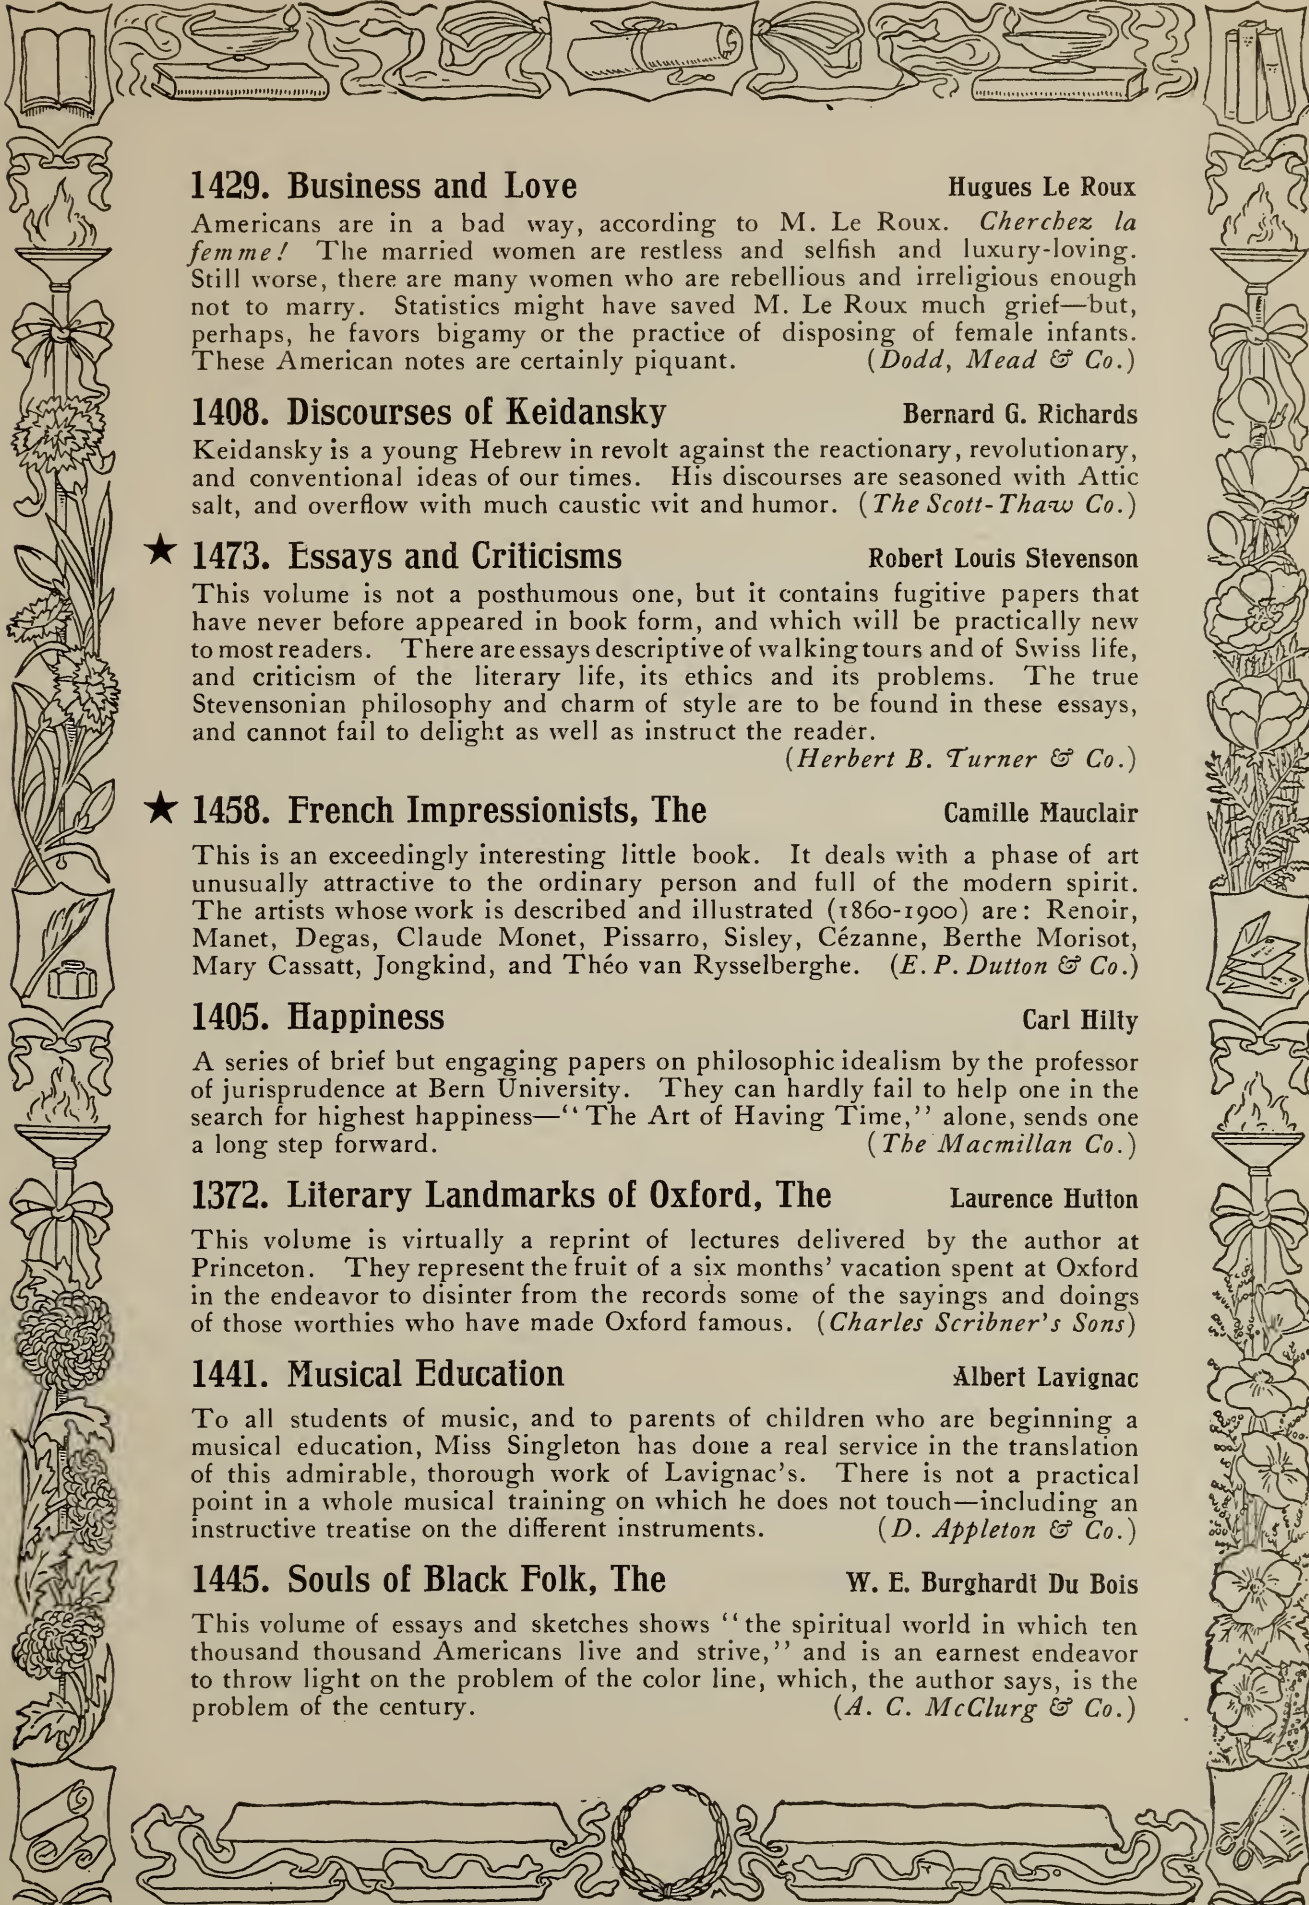 1429. Business and Love Hugues Le Roux
Americans are in a bad way, according to M. Le Roux. Cherchez la
femme! The married women are restless and selfish and luxury-loving.
Still worse, there are many women who are rebellious and irreligious enough
not to marry. Statistics might have saved M. Le Roux much grief—but,
perhaps, he favors bigamy or the practice of disposing of female infants.
These American notes are certainly piquant. (Dodd, Mead & Co.)
1408. Discourses of Keidansky Bernard G. Richards
Keidansky is a young Hebrew in revolt against the reactionary, revolutionary,
and conventional ideas of our times. His discourses are seasoned with Attic
salt, and overflow with much caustic wit and humor. (The Scott-Thaw Co.)
★ 1473. Essays and Criticisms Robert Louis Stevenson
This volume is not a posthumous one, but it contains fugitive papers that
have never before appeared in book form, and which will be practically new
to most readers. There are essays descriptive of walking tours and of Swiss life,
and criticism of the literary life, its ethics and its problems. The true
Stevensonian philosophy and charm of style are to be found in these essays,
and cannot fail to delight as well as instruct the reader.
(Herbert B. Turner & Co.)
★ 1458. French Impressionists, The Camille Mauclair
This is an exceedingly interesting little book. It deals with a phase of art
unusually attractive to the ordinary person and full of the modern spirit.
The artists whose work is described and illustrated (1860-1900) are: Renoir,
Manet, Degas, Claude Monet, Pissarro, Sisley, Cézanne, Berthe Morisot,
Mary Cassatt, Jongkind, and Théo van Rysselberghe. (E. P. Dutton & Co.)
1405. Happiness Carl Hilty
A series of brief but engaging papers on philosophic idealism by the professor
of jurisprudence at Bern University. They can hardly fail to help one in the
search for highest happiness—“The Art of Having Time,” alone, sends one
a long step forward. (The Macmillan Co.)
1372. Literary Landmarks of Oxford, The Laurence Hutton
This volume is virtually a reprint of lectures delivered by the author at
Princeton. They represent the fruit of a six months’ vacation spent at Oxford
in the endeavor to disinter from the records some of the sayings and doings
of those worthies who have made Oxford famous. (Charles Scribner's Sons)
1441. Musical Education Albert Lavignac
To all students of music, and to parents of children who are beginning a
musical education, Miss Singleton has done a real service in the translation
of this admirable, thorough work of Lavignac's. There is not a practical
point in a whole musical training on which he does not touch—including an
instructive treatise on the different instruments. (D. Appleton & Co.)
1445. Souls of Black Folk, The W. E. Burghardt Du Bois
This volume of essays and sketches shows “the spiritual world in which ten
thousand thousand Americans live and strive,” and is an earnest endeavor
to throw light on the problem of the color line, which, the author says, is the
problem of the century. (A. C. McClurg & Co.)